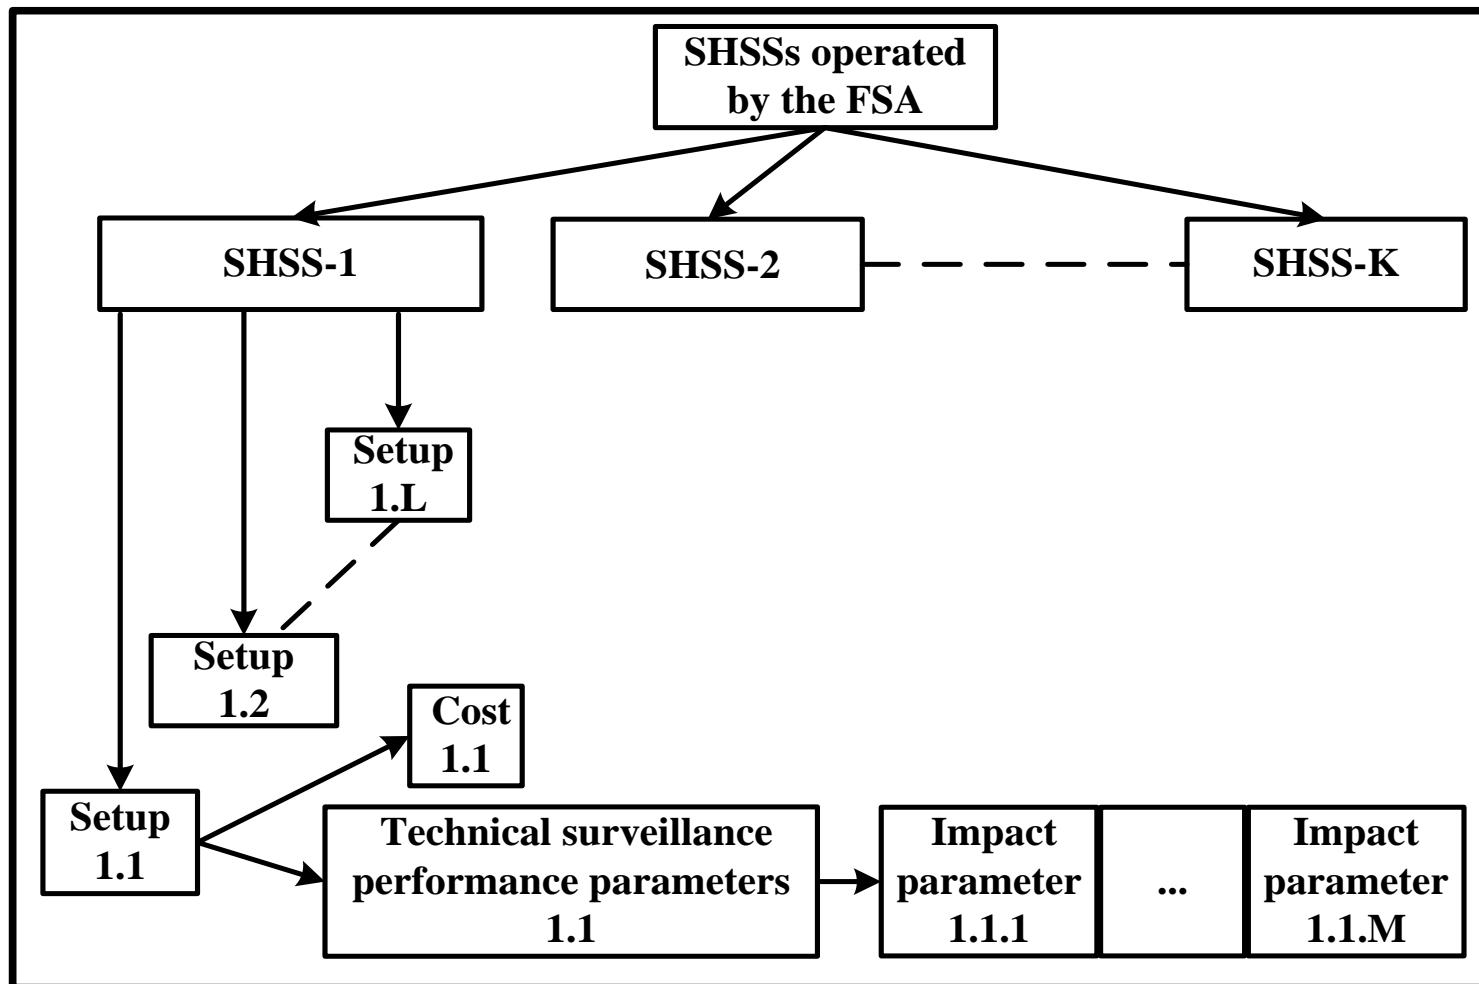 SHSSs operated
by the FSA
SHSS-1
SHSS-2
SHSS-K
Setup
1.L
Setup
1.2
Cost
1.1
Setup
1.1
Technical surveillance
performance parameters
1.1
Impact
parameter
1.1.1
...
Impact
parameter
1.1.M